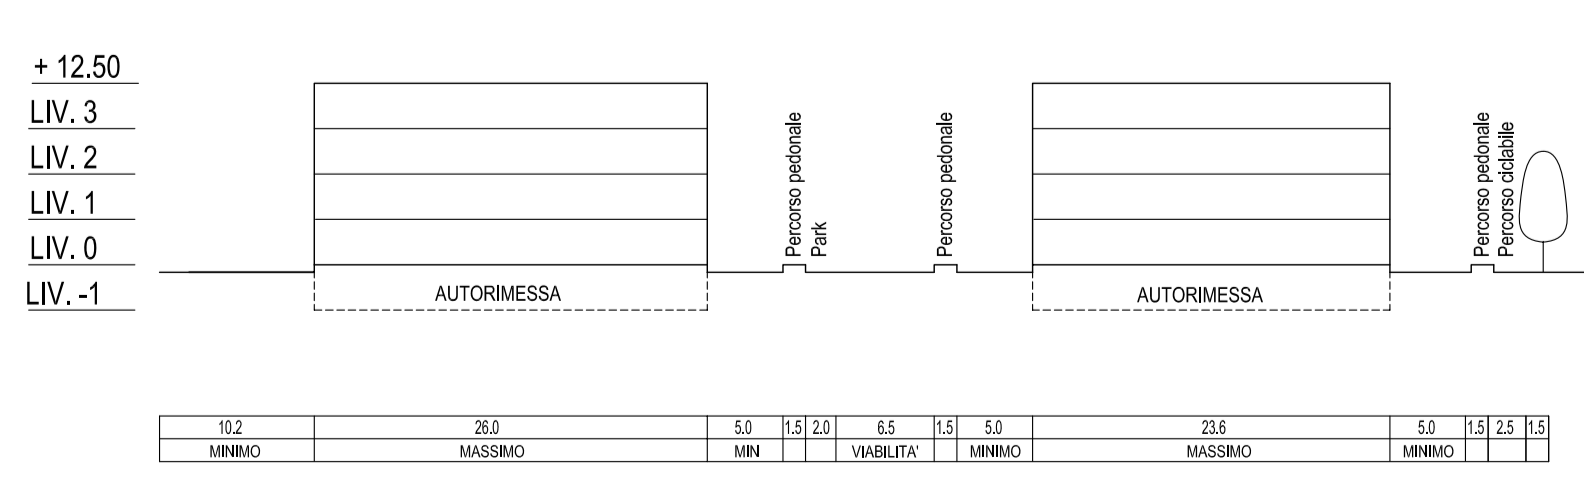 + 12.50
LIV. 3
LIV. 2
LIV. 1
LIV. 0
LIV. -1
Percorso pedonale
Park
Percorso pedonale
Percorso pedonale
Percorso ciclabile
AUTORIMESSA
AUTORIMESSA
10.2 26.0 5.0 1.5 2.0 6.5 1.5 5.0 23.6 5.0 1.5 2.5 1.5
MINIMO MASSIMO MIN VIABILITA' MINIMO MASSIMO MINIMO